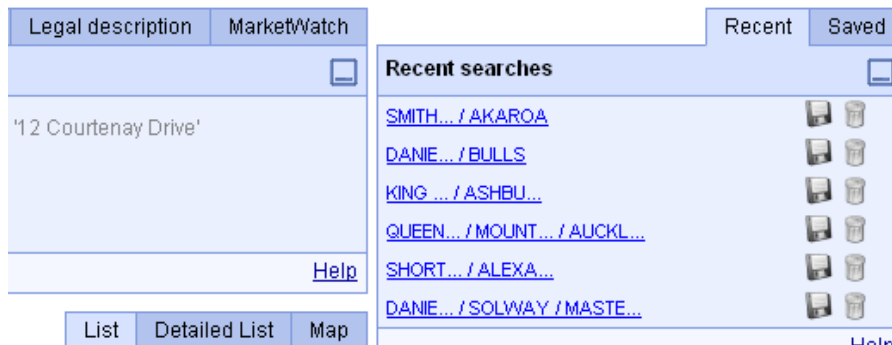 Legal description MarketWatch
'12 Courtenay Drive'
Help
List Detailed List Map
Recent Saved
Recent searches
SMITH... / AKAROA
DANIE... / BULLS
KING ... / ASHBU...
QUEEN... / MOUNT... / AUCKL...
SHORT... / ALEXA...
DANIE... / SOLWAY / MASTE...
Help